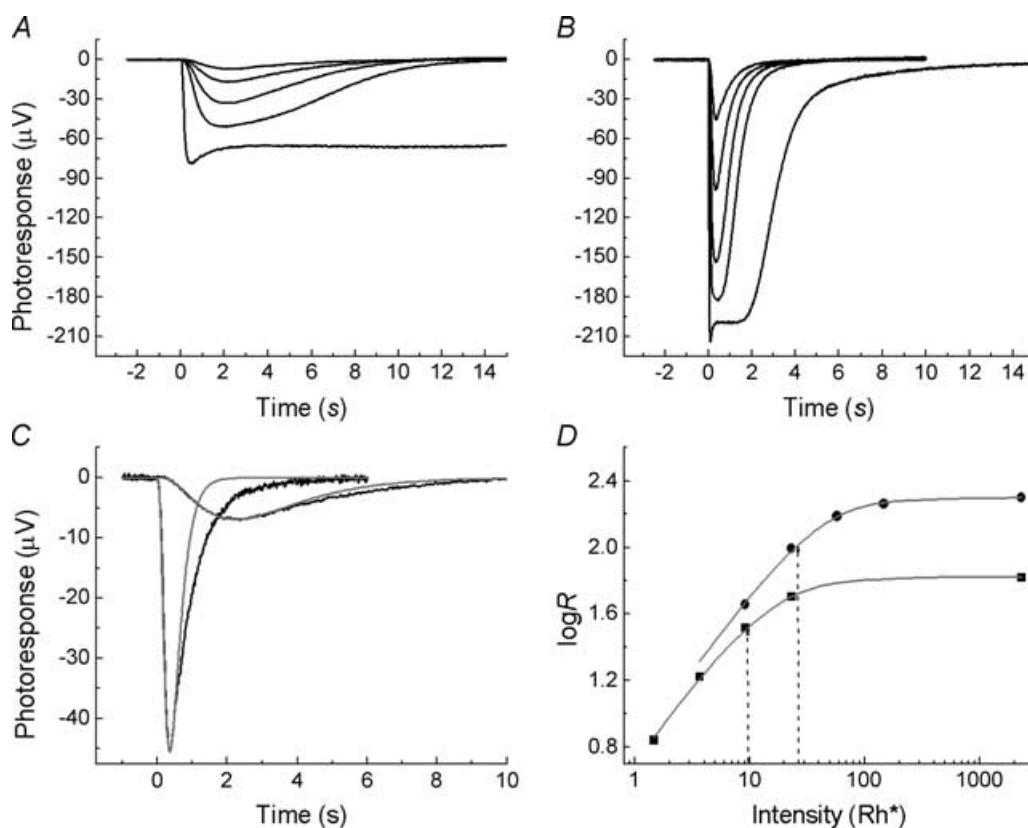 A
B
0
-30
-60
-90
-120
-150
-180
-210
Photoresponse (μV)
-2 0 2 4 6 8 10 12 14
Time (s)
0
-30
-60
-90
-120
-150
-180
-210
-2 0 2 4 6 8 10 12 14
Time (s)
C
D
0
-10
-20
-30
-40
Photoresponse (μV)
0 2 4 6 8 10
Time (s)
2.4
2.0
1.6
1.2
0.8
logR
1 10 100 1000
Intensity (Rh*)